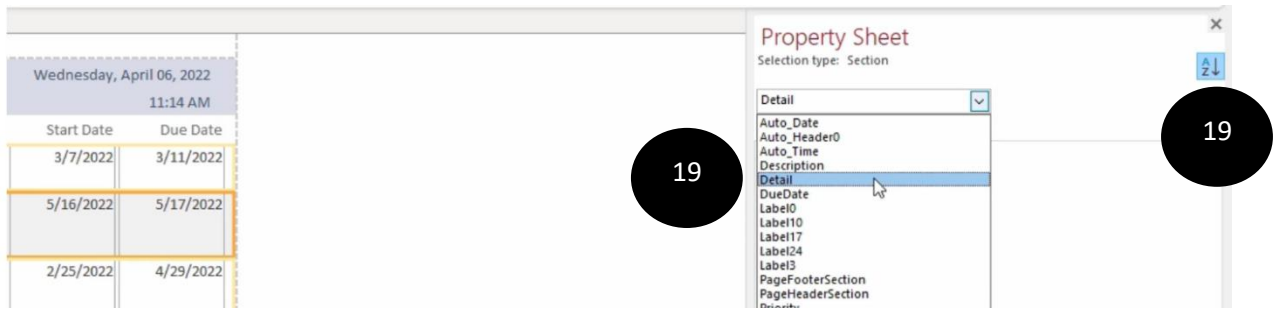 Wednesday, April 06, 2022
11:14 AM
Start Date Due Date
3/7/2022 3/11/2022
5/16/2022 5/17/2022
2/25/2022 4/29/2022
19
Property Sheet
Selection type: Section
A
Z
19
Detail
Auto_Date
Auto_Header0
Auto_Time
Description
Detail
DueDate
Label0
Label10
Label17
Label24
Label3
PageFooterSection
PageHeaderSection
Priority